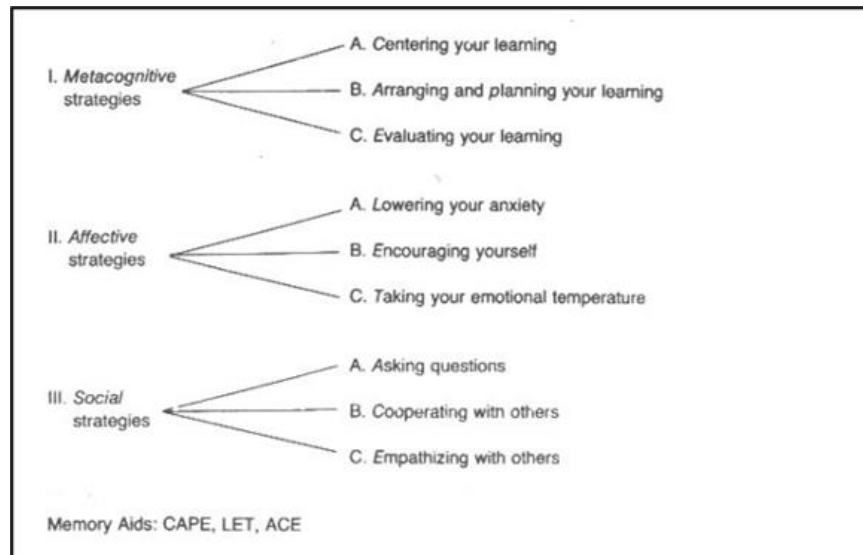 I. Metacognitive
strategies
A. Centering your learning
B. Arranging and planning your learning
C. Evaluating your learning
II. Affective
strategies
A. Lowering your anxiety
B. Encouraging yourself
C. Taking your emotional temperature
III. Social
strategies
A. Asking questions
B. Cooperating with others
C. Empathizing with others
Memory Aids: CAPE, LET, ACE